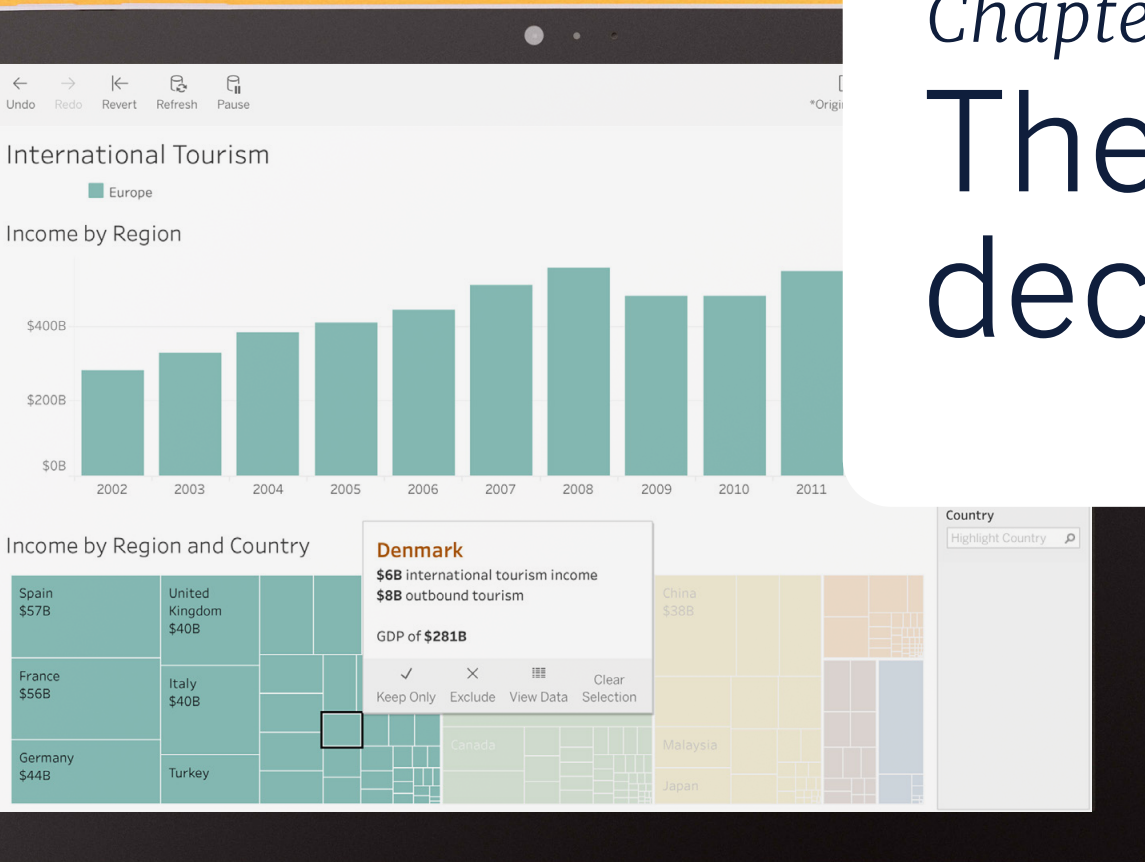 Chapte
The
dec
Undo
Redo
Revert
Refresh
Pause
*Origi
International Tourism
Europe
Income by Region
$400B
$200B
$0B
2002
2003
2004
2005
2006
2007
2008
2009
2010
2011
Income by Region and Country
Country
Highlight Country
Denmark
$6B international tourism income
$8B outbound tourism
GDP of $281B
Keep Only
Exclude
View Data
Clear
Selection
Spain
$57B
France
$56B
Germany
$44B
United
Kingdom
$40B
Italy
$40B
Turkey
Canada
China
$38B
Malaysia
Japan